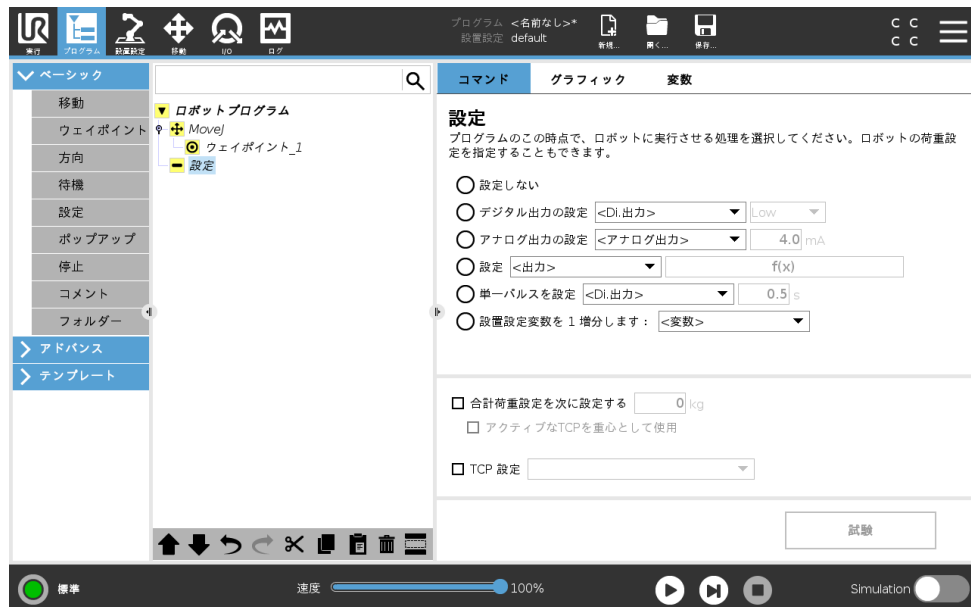 UR
実行
プログラム
設置設定
移動
I/O
ログ
プログラム <名前なし>*
設置設定 default
新規...
開く...
保存...
C C
C C
ベーシック
移動
ウェイポイント
方向
待機
設定
ポップアップ
停止
コメント
フォルダー
アドバンス
テンプレート
ロボットプログラム
MoveJ
ウェイポイント_1
設定
コマンド グラフィック 変数
設定
プログラムのこの時点で、ロボットに実行させる処理を選択してください。ロボットの荷重設
定を指定することもできます。
設定しない
デジタル出力の設定 <Di.出力> Low
アナログ出力の設定 <アナログ出力> 4.0 mA
設定 <出力> f(x)
単一パルスを設定 <Di.出力> 0.5 s
設置設定変数を 1 増分します： <変数>
合計荷重設定を次に設定する 0 kg
アクティブなTCPを重心として使用
TCP 設定
試験
標準
速度 100%
Simulation